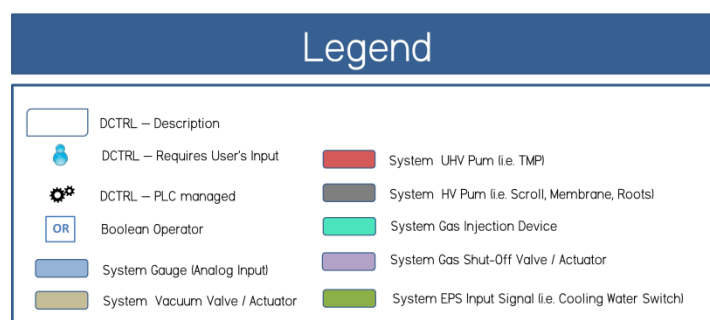 Legend
DCTRL – Description
DCTRL – Requires User's Input
DCTRL – PLC managed
OR Boolean Operator
System Gauge (Analog Input)
System Vacuum Valve / Actuator
System UHV Pum (i.e. TMP)
System HV Pum (i.e. Scroll, Membrane, Roots)
System Gas Injection Device
System Gas Shut-Off Valve / Actuator
System EPS Input Signal (i.e. Cooling Water Switch)